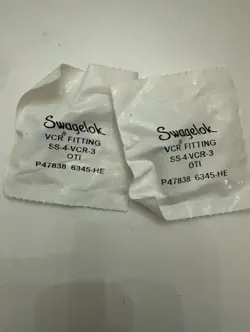 Swagelok
VCR® FITTING
SS-4-VCR-3
OTI
P47838 6345-HE
Swagelok
VCR FITTING
SS-4-VCR-3
OTI
P47838 6345-HE